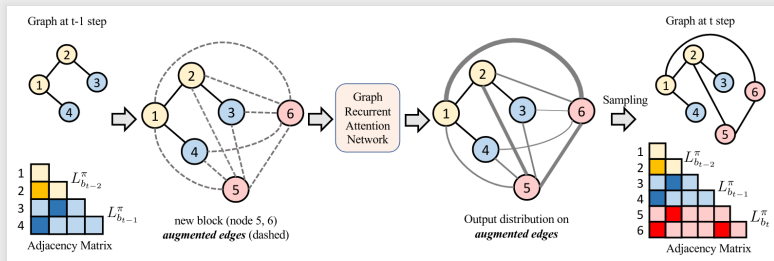 Graph at t-1 step
2
1
3
4
1
2
3
4
L^π_{b_{t-2}}
L^π_{b_{t-1}}
Adjacency Matrix
2
1
3
6
4
5
new block (node 5, 6)
augmented edges (dashed)
Graph
Recurrent
Attention
Network
2
1
3
6
4
5
Output distribution on
augmented edges
Sampling
Graph at t step
2
1
3
6
4
5
1
2
3
4
5
6
L^π_{b_{t-2}}
L^π_{b_{t-1}}
L^π_{b_t}
Adjacency Matrix